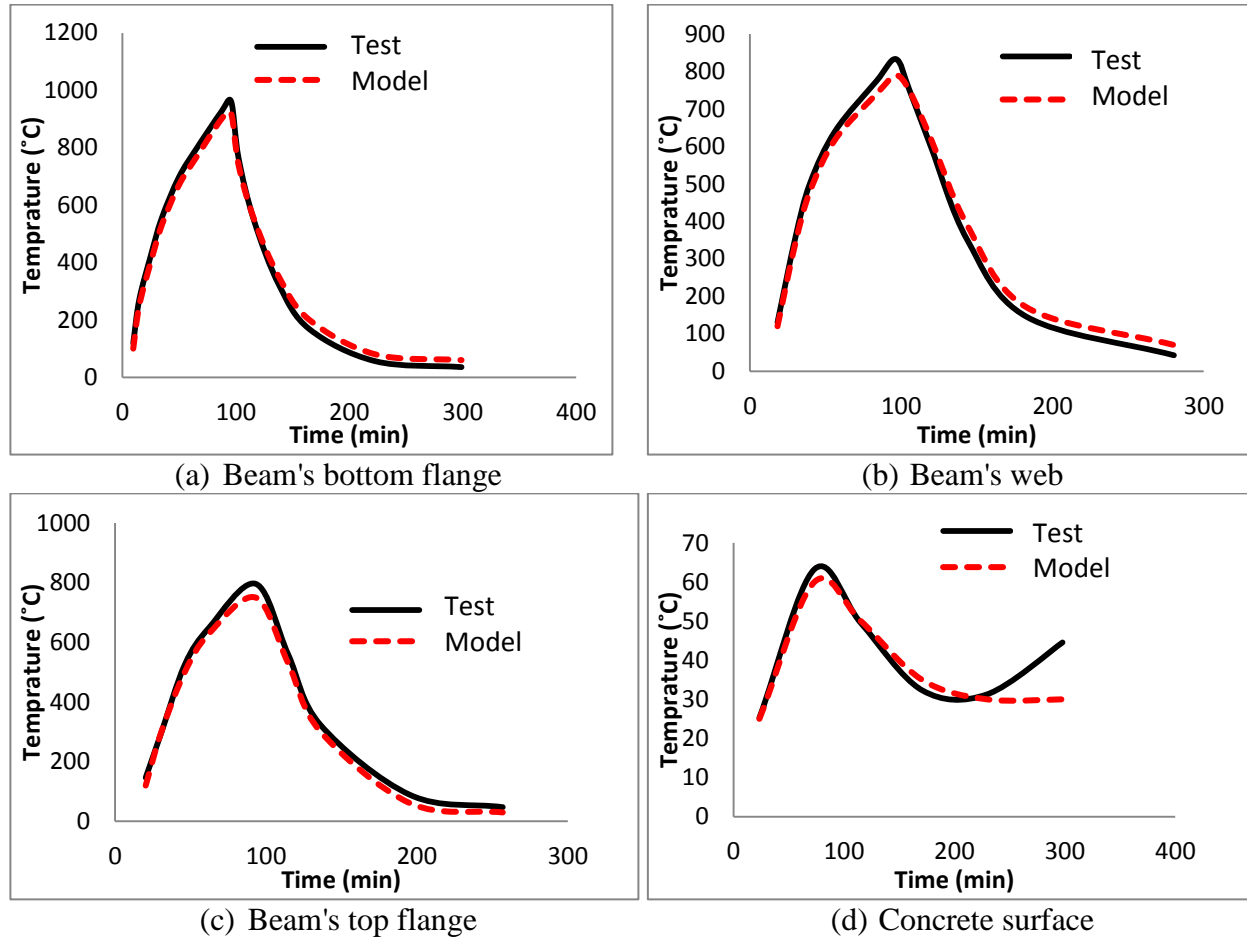 Temprature (˚C)
1200
1000
800
600
400
200
0
Test
Model
0 100 200 300 400
Time (min)
(a) Beam's bottom flange
Temprature (˚C)
900
800
700
600
500
400
300
200
100
0
Test
Model
0 100 200 300
Time (min)
(b) Beam's web
Temprature (˚C)
1000
800
600
400
200
0
Test
Model
0 100 200 300
Time (min)
(c) Beam's top flange
Temprature (˚C)
70
60
50
40
30
20
10
0
Test
Model
0 100 200 300 400
Time (min)
(d) Concrete surface